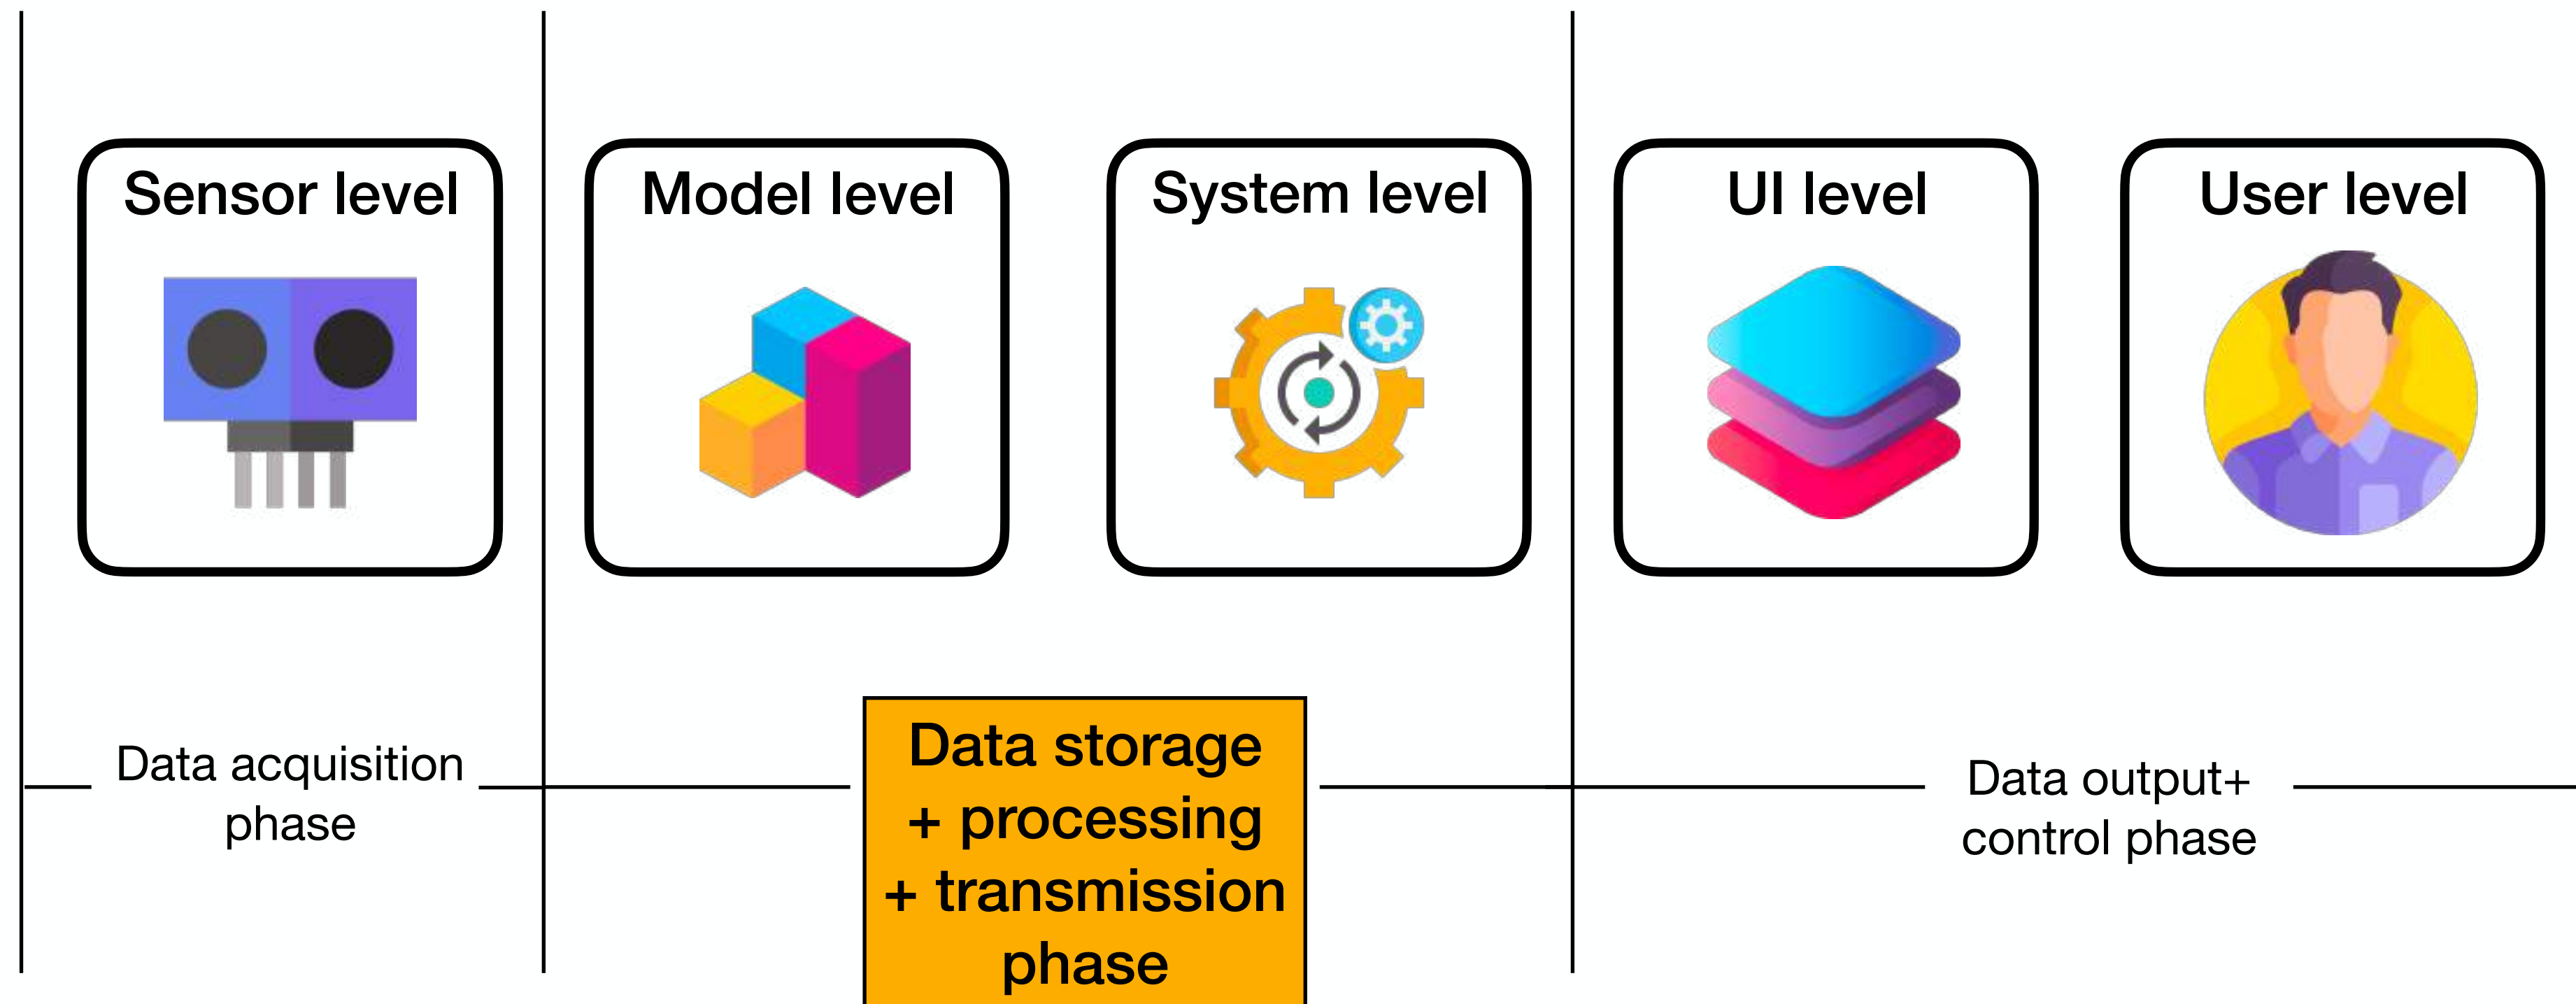 Sensor level
Model level
System level
UI level
User level
Data acquisition
phase
Data storage
+ processing
+ transmission
phase
Data output+
control phase